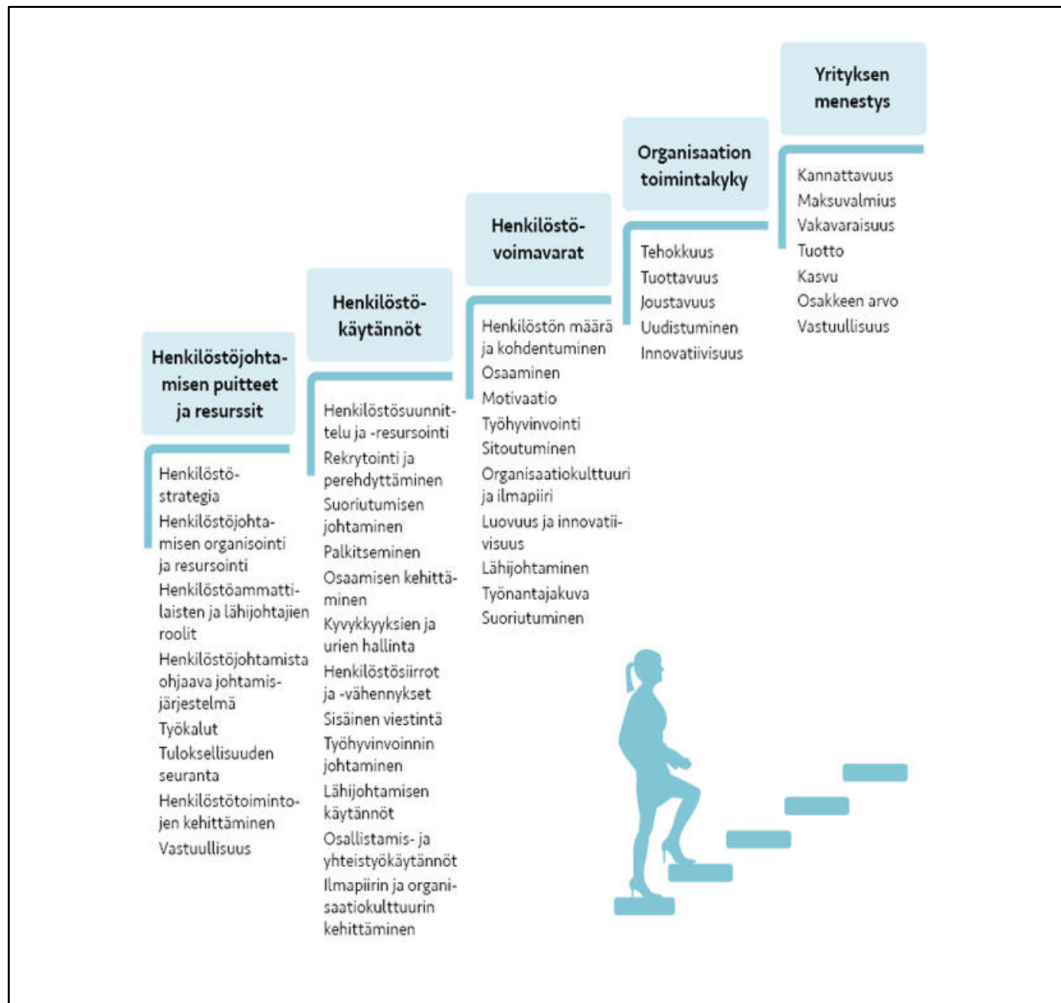 Henkilöstöjohta-
misen puitteet
ja resurssit
Henkilöstö-
strategia
Henkilöstöjohta-
misen organisointi
ja resursointi
Henkilöstöammatti-
laisten ja lähijohtajien
roolit
Henkilöstöjohtamista
ohjaava johtamis-
järjestelmä
Työkalut
Tuloksellisuuden
seuranta
Henkilöstötoiminto-
jen kehittäminen
Vastuullisuus
Henkilöstö-
käytännöt
Henkilöstösuunnit-
telu ja -resursointi
Rekrytointi ja
perehdyttäminen
Suoriutumisen
johtaminen
Palkitseminen
Osaamisen kehittä-
minen
Kyvykkyyksien ja
urien hallinta
Henkilöstösiirrot
ja -vähennykset
Sisäinen viestintä
Työhyvinvoinnin
johtaminen
Lähijohtamisen
käytännöt
Osallistamis- ja
yhteistyökäytännöt
Ilmapiirin ja organi-
saatiokulttuurin
kehittäminen
Henkilöstö-
voimavarat
Henkilöstön määrä
ja kohdentuminen
Osaaminen
Motivaatio
Työhyvinvointi
Sitoutuminen
Organisaatiokulttuuri
ja ilmapiiri
Luovuus ja innovatii-
visuus
Lähijohtaminen
Työnantajakuva
Suoriutuminen
Organisaation
toimintakyky
Tehokkuus
Tuottavuus
Joustavuus
Uudistuminen
Innovatiivisuus
Yrityksen
menestys
Kannattavuus
Maksuvalmius
Vakavaraisuus
Tuotto
Kasvu
Osakkeen arvo
Vastuullisuus